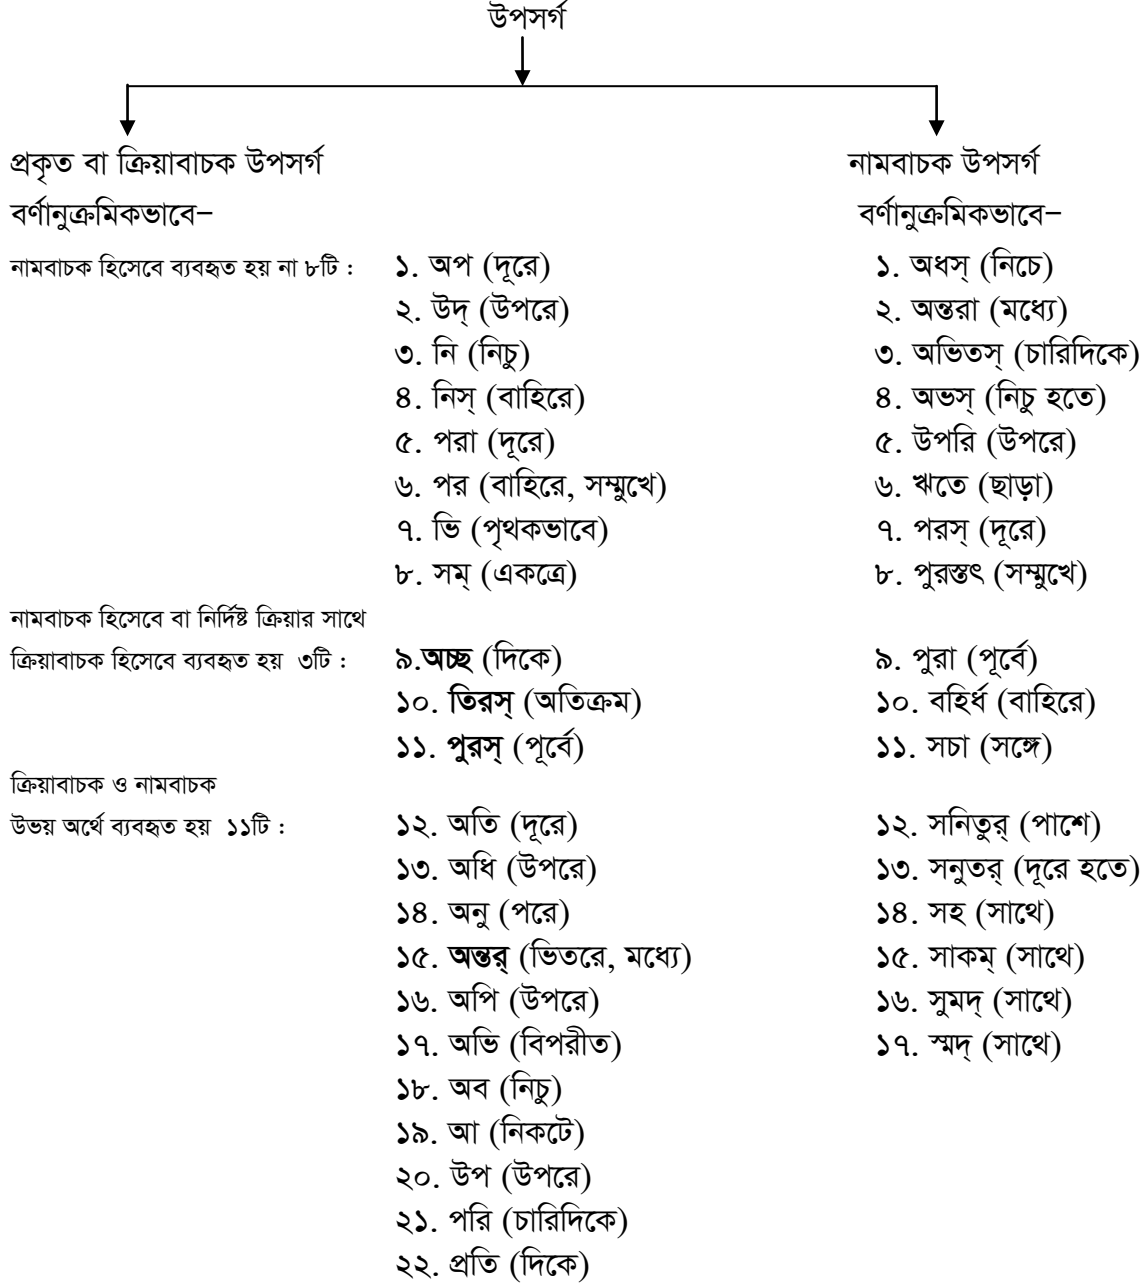 উপসর্গ
প্রকৃত বা ক্রিয়াবাচক উপসর্গ নামবাচক উপসর্গ
বর্ণানুক্রমিকভাবে– বর্ণানুক্রমিকভাবে–
নামবাচক হিসেবে ব্যবহৃত হয় না ৮টি : ১. অপ (দূরে) ১. অধস্ (নিচে)
২. উদ্ (উপরে) ২. অন্তরা (মধ্যে)
৩. নি (নিচু) ৩. অভিতস্ (চারিদিকে)
৪. নিস্ (বাহিরে) ৪. অভস্ (নিচু হতে)
৫. পরা (দূরে) ৫. উপরি (উপরে)
৬. পর (বাহিরে, সম্মুখে) ৬. ঋতে (ছাড়া)
৭. ভি (পৃথকভাবে) ৭. পরস্ (দূরে)
৮. সম্ (একত্রে) ৮. পুরস্তৎ (সম্মুখে)
নামবাচক হিসেবে বা নির্দিষ্ট ক্রিয়ার সাথে
ক্রিয়াবাচক হিসেবে ব্যবহৃত হয় ৩টি : ৯.অচ্ছ (দিকে) ৯. পুরা (পূর্বে)
১০. তিরস্ (অতিক্রম) ১০. বহির্ধ (বাহিরে)
১১. পুরস্ (পূর্বে) ১১. সচা (সঙ্গে)
ক্রিয়াবাচক ও নামবাচক
উভয় অর্থে ব্যবহৃত হয় ১১টি : ১২. অতি (দূরে) ১২. সনিতুর্ (পাশে)
১৩. অধি (উপরে) ১৩. সনুতর্ (দূরে হতে)
১৪. অনু (পরে) ১৪. সহ (সাথে)
১৫. অন্তর্ (ভিতরে, মধ্যে) ১৫. সাকম্ (সাথে)
১৬. অপি (উপরে) ১৬. সুমদ্ (সাথে)
১৭. অভি (বিপরীত) ১৭. স্মদ্ (সাথে)
১৮. অব (নিচু)
১৯. আ (নিকটে)
২০. উপ (উপরে)
২১. পরি (চারিদিকে)
২২. প্রতি (দিকে)